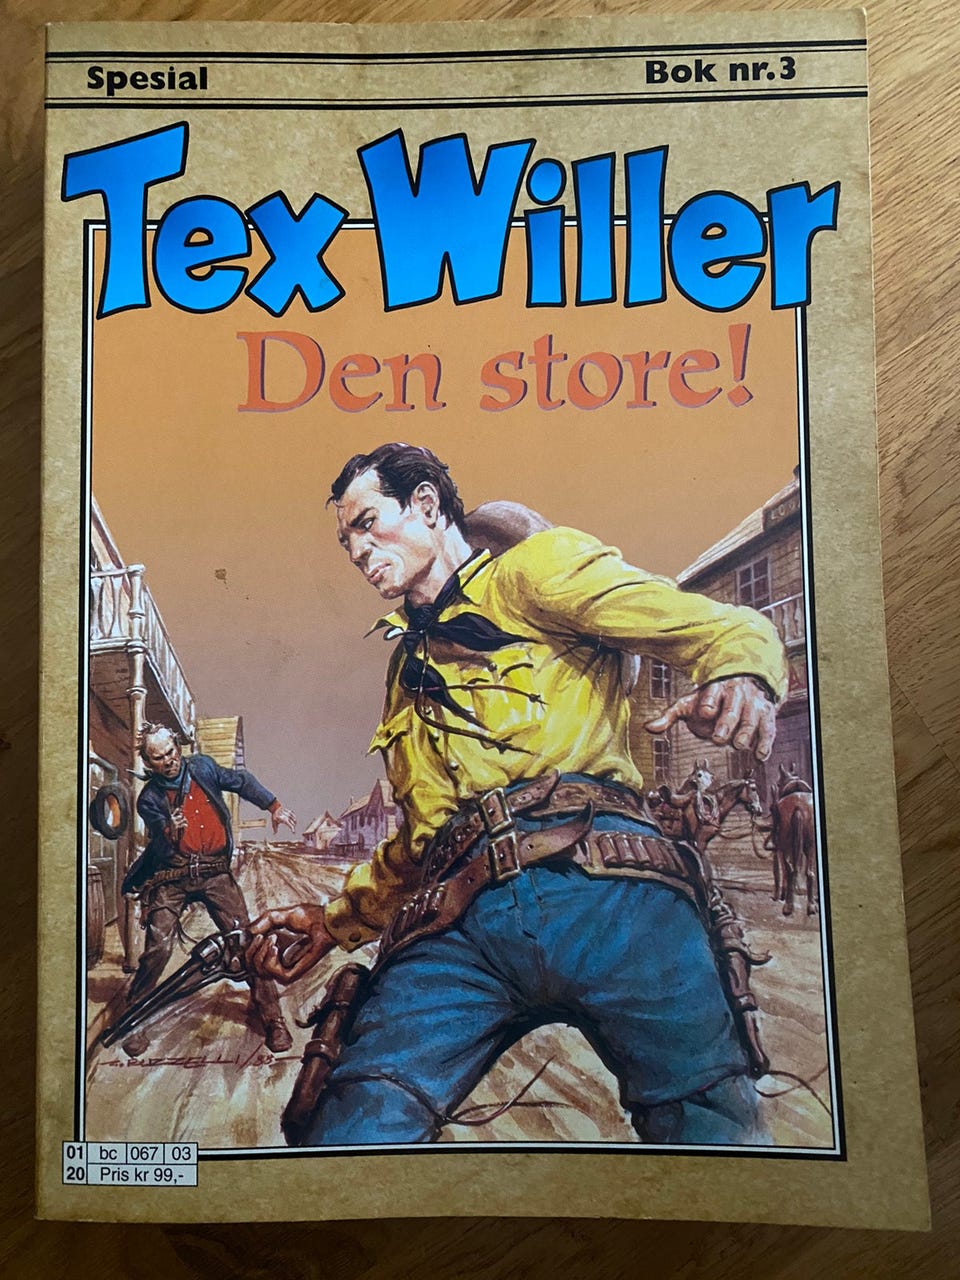 Spesial
Bok nr.3
Tex Willer
Den store!
01 bc 067 03
20 Pris kr 99,-